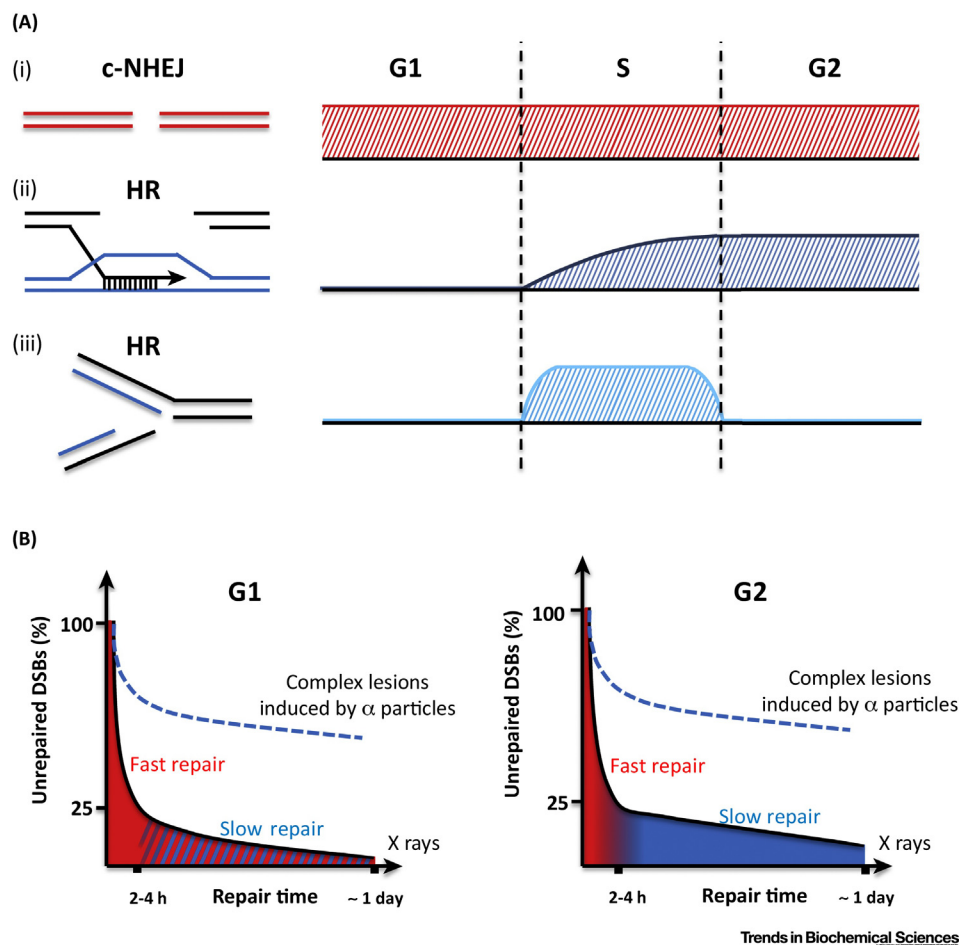 (A)
(i)
c-NHEJ
G1
S
G2
(ii)
HR
(iii)
HR
(B)
G1
100
Unrepaired DSBs (%)
Complex lesions
induced by α particles
Fast repair
25
Slow repair
X rays
2-4 h
Repair time
~ 1 day
G2
100
Unrepaired DSBs (%)
Complex lesions
induced by α particles
Fast repair
25
Slow repair
X rays
2-4 h
Repair time
~ 1 day
Trends in Biochemical Sciences